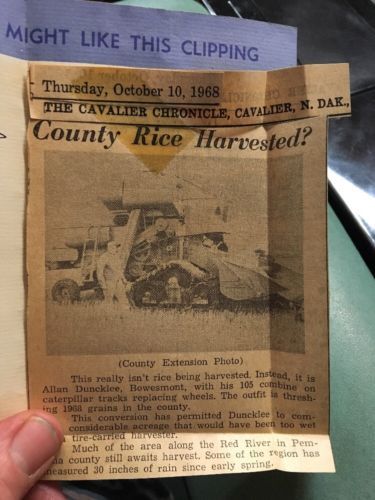 MIGHT LIKE THIS CLIPPING
Thursday, October 10, 1968
THE CAVALIER CHRONICLE, CAVALIER, N. DAK.,
County Rice Harvested?
(County Extension Photo)
This really isn't rice being harvested. Instead, it is
Allan Duncklee, Bowesmont, with his 105 combine on
caterpillar tracks replacing wheels. The outfit is thresh-
ing 1968 grains in the county.
This conversion has permitted Duncklee to com-
considerable acreage that would have been too wet
a tire-carried harvester.
Much of the area along the Red River in Pem-
na county still awaits harvest. Some of the region has
measured 30 inches of rain since early spring.